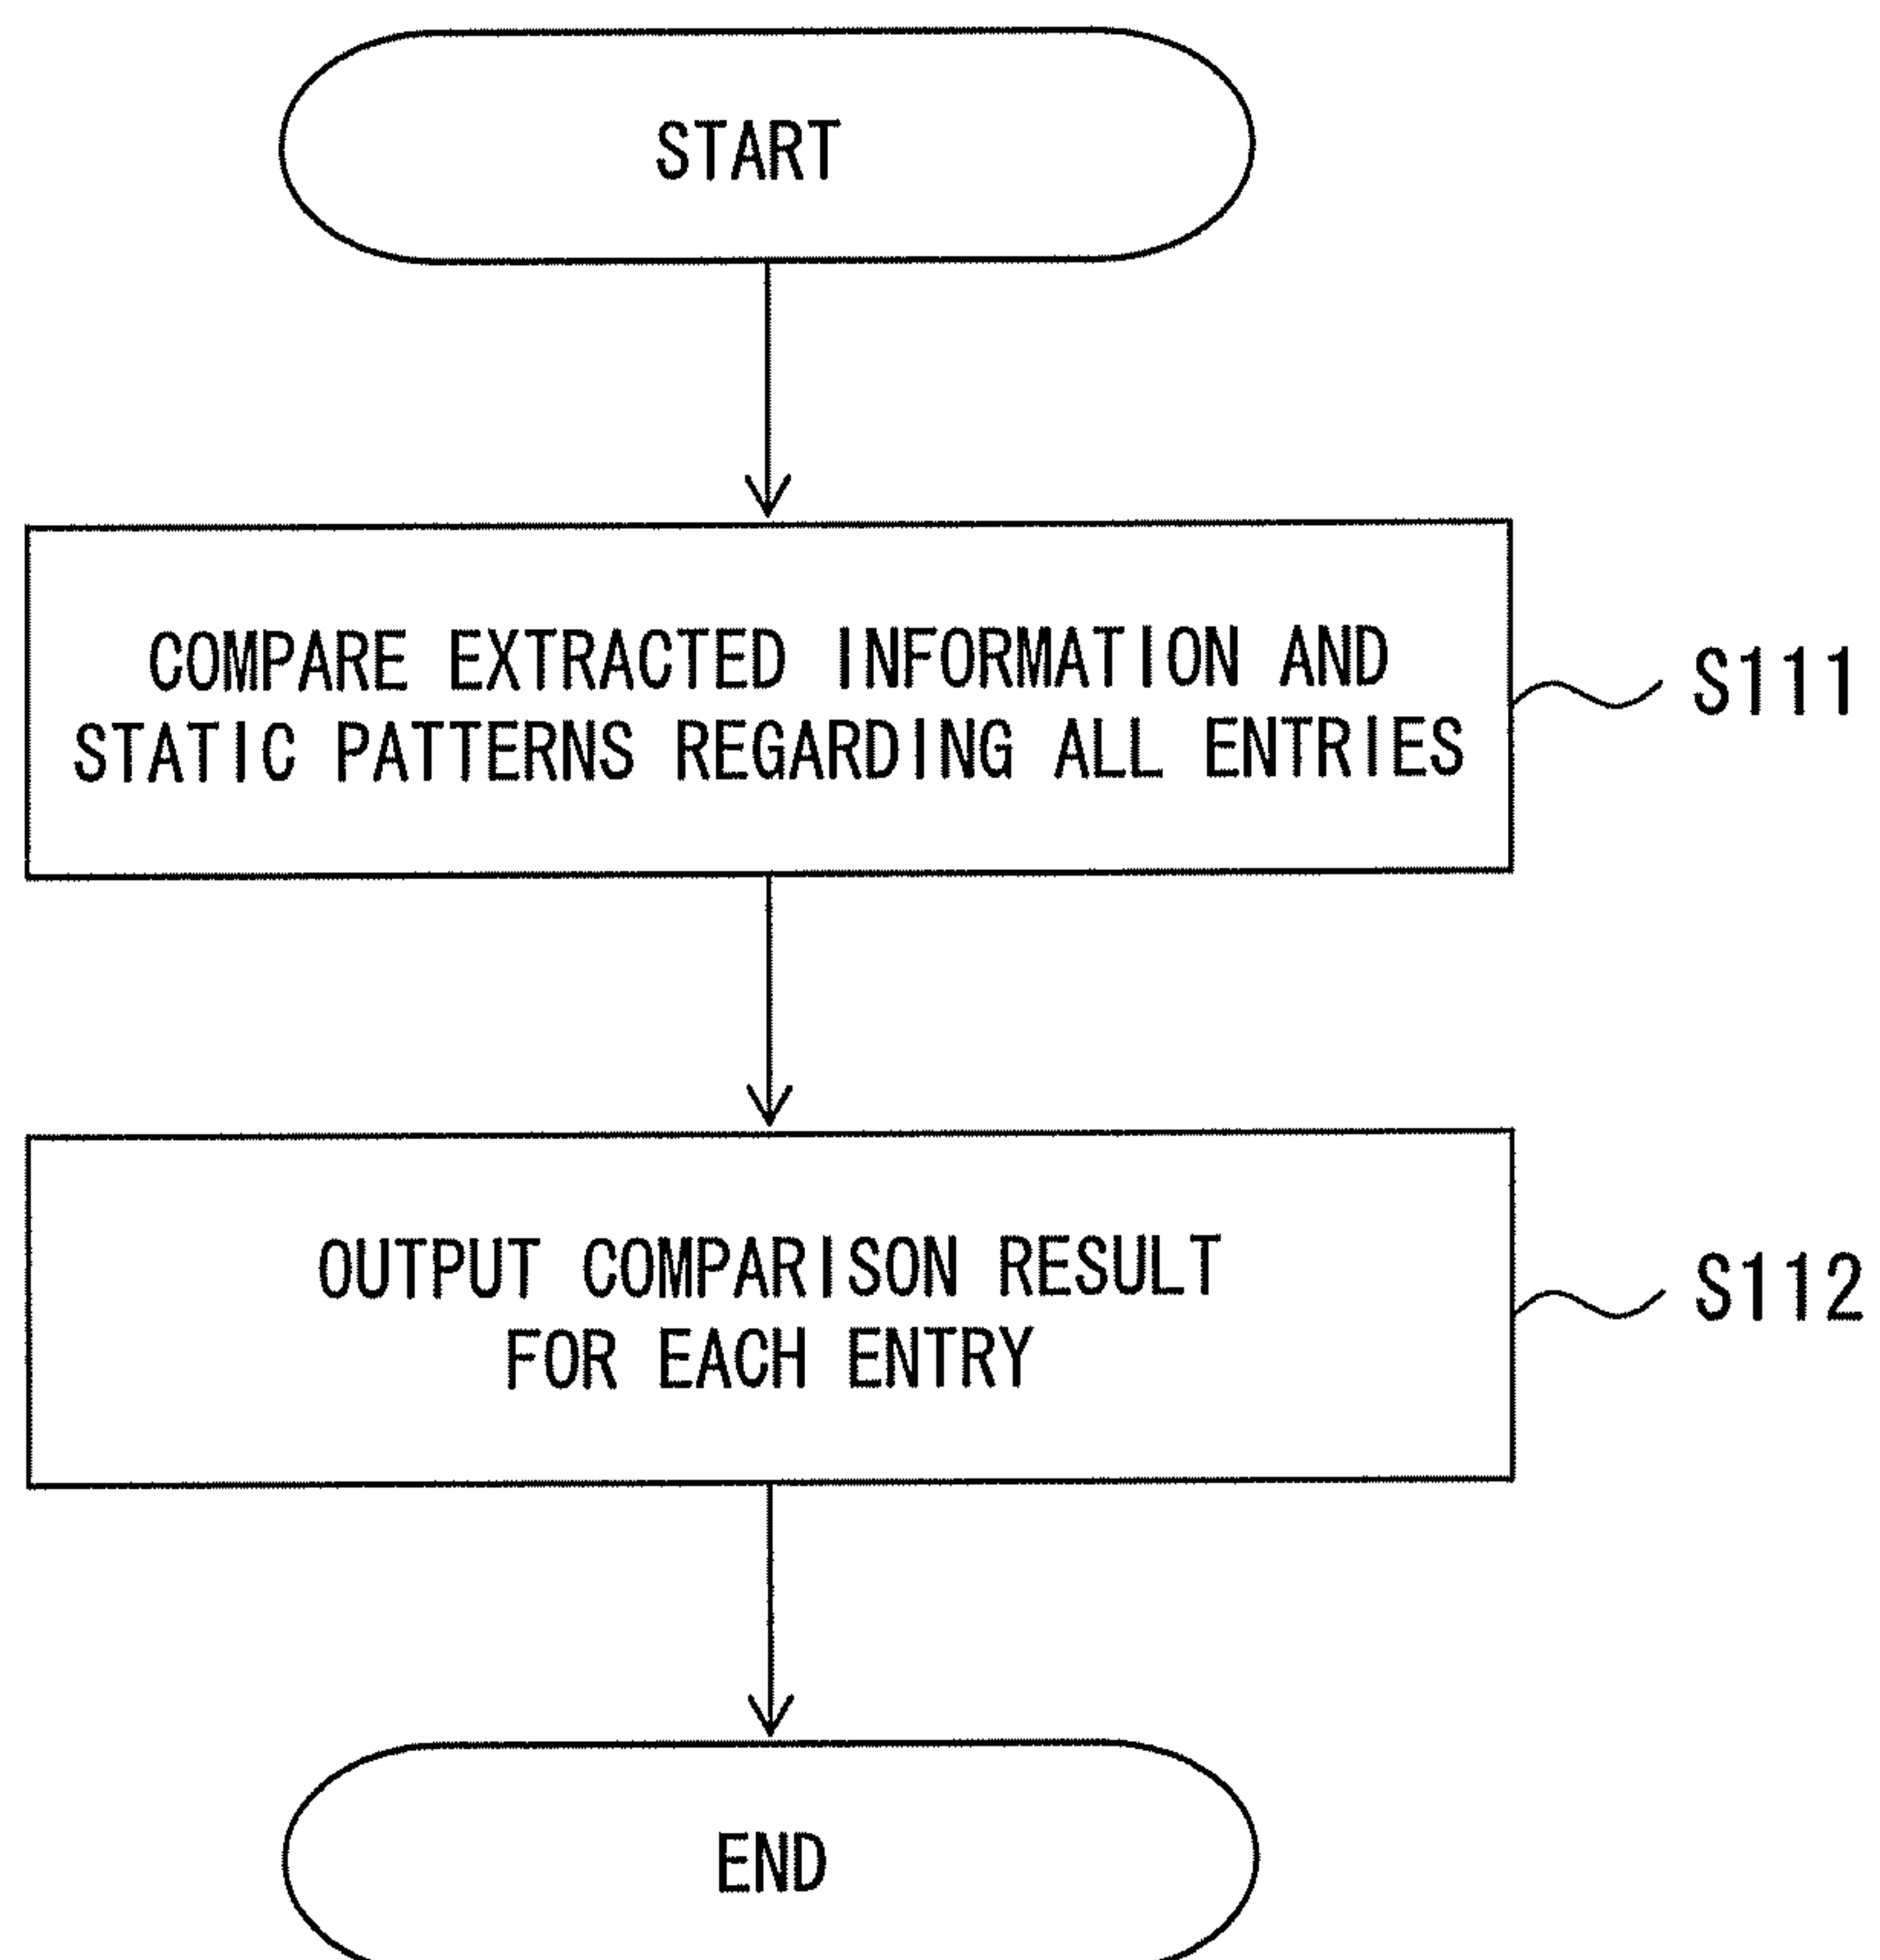 START
COMPARE EXTRACTED INFORMATION AND
STATIC PATTERNS REGARDING ALL ENTRIES
S111
OUTPUT COMPARISON RESULT
FOR EACH ENTRY
S112
END